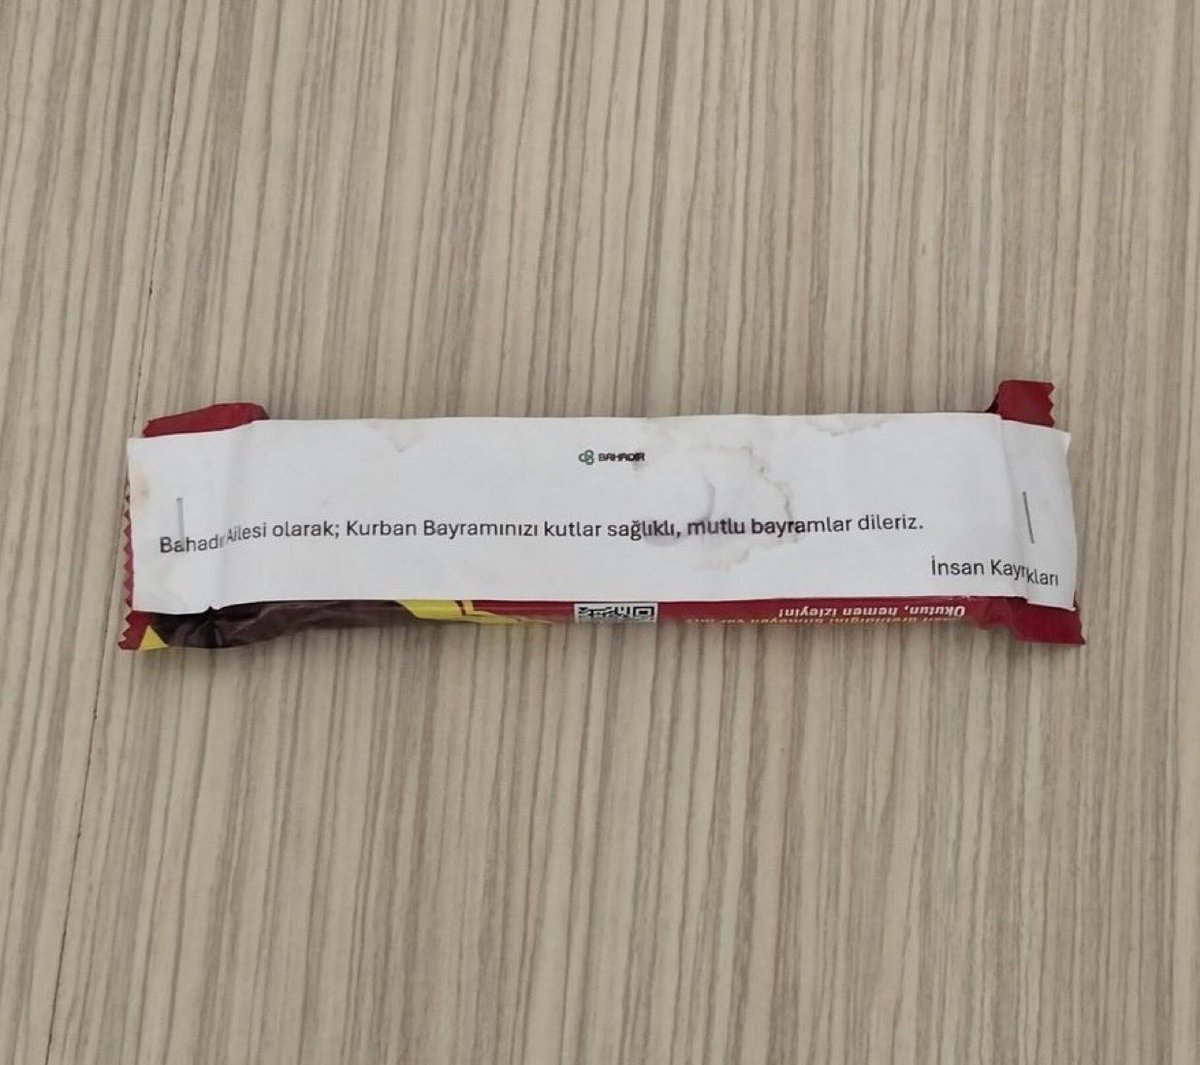 BAHADIR
Bahadır Ailesi olarak; Kurban Bayramınızı kutlar sağlıklı, mutlu bayramlar dileriz.
İnsan Kaynakları
Okutun, hemen izleyin!